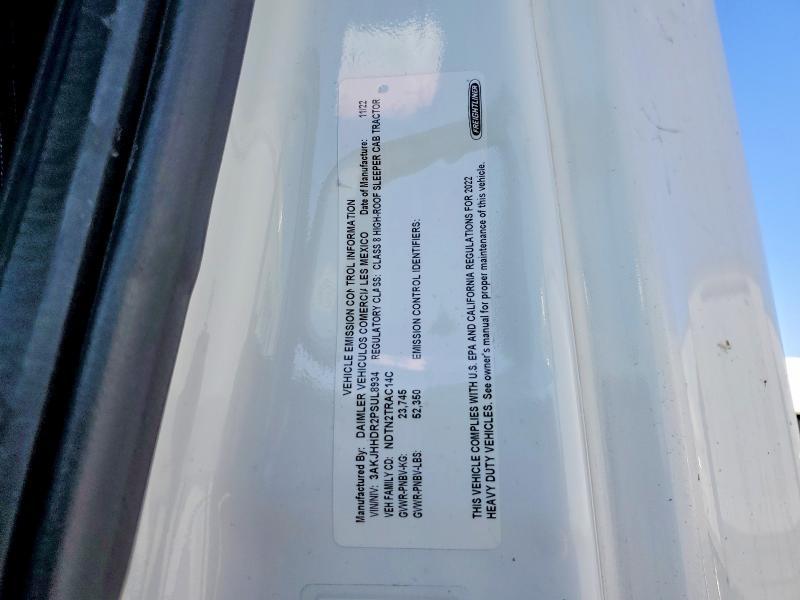 VEHICLE EMISSION CONTROL INFORMATION
Manufactured By: DAIMLER VEHICULOS COMERCIALES MEXICO Date of Manufacture: 11/22
VIN/NIV: 3AKJHHDR2PSUL8934 REGULATORY CLASS: CLASS 8 HIGH-ROOF SLEEPER CAB TRACTOR
VEH FAMILY CD: NDTN2TRAC14C
GVWR-PNBV-KG: 23,745
GVWR-PNBV-LBS: 52,350 EMISSION CONTROL IDENTIFIERS:
THIS VEHICLE COMPLIES WITH U.S. EPA AND CALIFORNIA REGULATIONS FOR 2022
HEAVY DUTY VEHICLES. See owner's manual for proper maintenance of this vehicle.
FREIGHTLINER